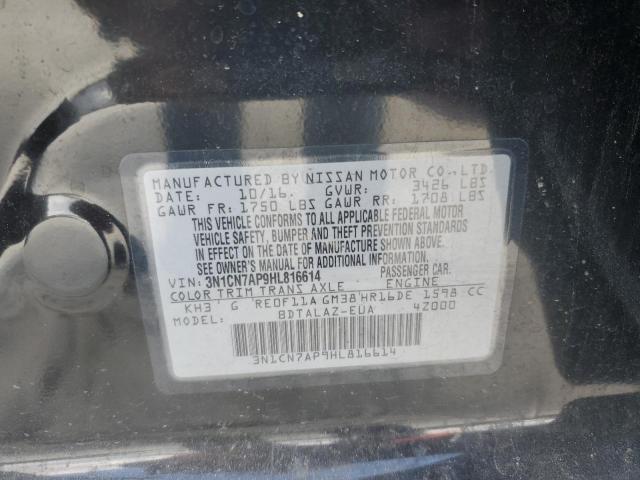 MANUFACTURED BY NISSAN MOTOR CO.,LTD.
DATE: 10/16. GVWR: 3426 LBS
GAWR FR: 1750 LBS GAWR RR: 1708 LBS
THIS VEHICLE CONFORMS TO ALL APPLICABLE FEDERAL MOTOR
VEHICLE SAFETY, BUMPER AND THEFT PREVENTION STANDARDS
IN EFFECT ON THE DATE OF MANUFACTURE SHOWN ABOVE.
SEE OWNER'S MANUAL FOR ADDITIONAL INFORMATION
VIN: 3N1CN7AP9HL816614 PASSENGER CAR.
COLOR TRIM TRANS AXLE ENGINE
KH3 G REOF11A GM38 HR16DE 1598 CC
MODEL: BDTALAZ-EUA 4Z000
3N1CN7AP9HL816614